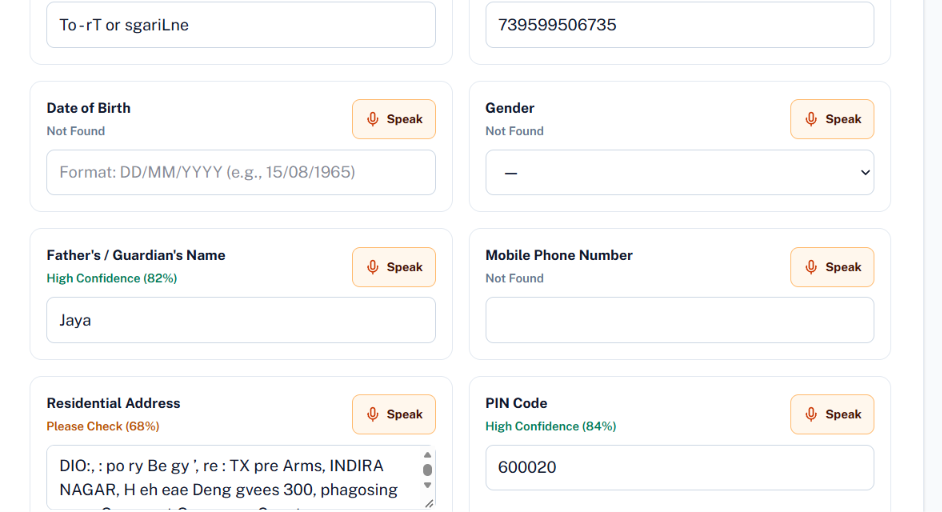 To -rT or sgariLne
739599506735
Date of Birth
Not Found
Speak
Format: DD/MM/YYYY (e.g., 15/08/1965)
Gender
Not Found
Speak
—
Father's / Guardian's Name
High Confidence (82%)
Speak
Jaya
Mobile Phone Number
Not Found
Speak
Residential Address
Please Check (68%)
Speak
DIO:, : po ry Be gy ’, re : TX pre Arms, INDIRA
NAGAR, H eh eae Deng gvees 300, phagosing
PIN Code
High Confidence (84%)
Speak
600020